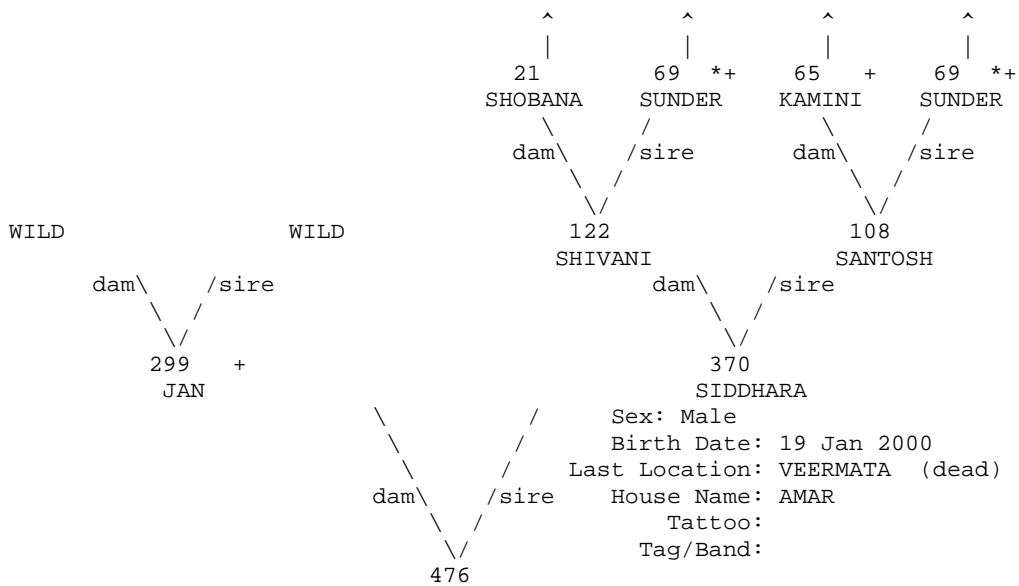 ^ ^ ^ ^
| | | |
21 69 *+ 65 + 69 *+
SHOBANA SUNDER KAMINI SUNDER
\ / \ /
dam\ /sire dam\ /sire
\ / \ /
\/ \/
WILD WILD 122 108
SHIVANI SANTOSH
dam\ /sire dam\ /sire
\ / \ /
\/ \/
299 + 370
JAN SIDDHARA
\ / Sex: Male
\ / Birth Date: 19 Jan 2000
\ / Last Location: VEERMATA (dead)
dam\ /sire House Name: AMAR
\ / Tattoo:
\/ Tag/Band:
476